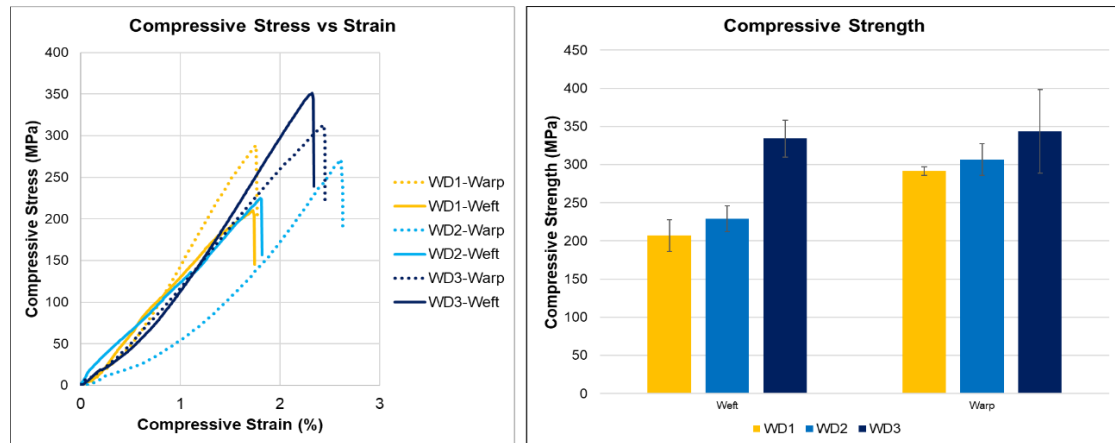 Compressive Stress vs Strain
400
350
300
250
200
150
100
50
0
Compressive Stress (MPa)
0 1 2 3
Compressive Strain (%)
WD1-Warp
WD1-Weft
WD2-Warp
WD2-Weft
WD3-Warp
WD3-Weft
Compressive Strength
450
400
350
300
250
200
150
100
50
0
Compressive Strength (MPa)
Weft Warp
WD1 WD2 WD3